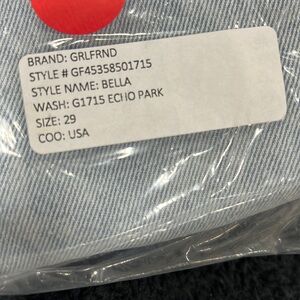 BRAND: GRLFRND
STYLE # GF45358501715
STYLE NAME: BELLA
WASH: G1715 ECHO PARK
SIZE: 29
COO: USA